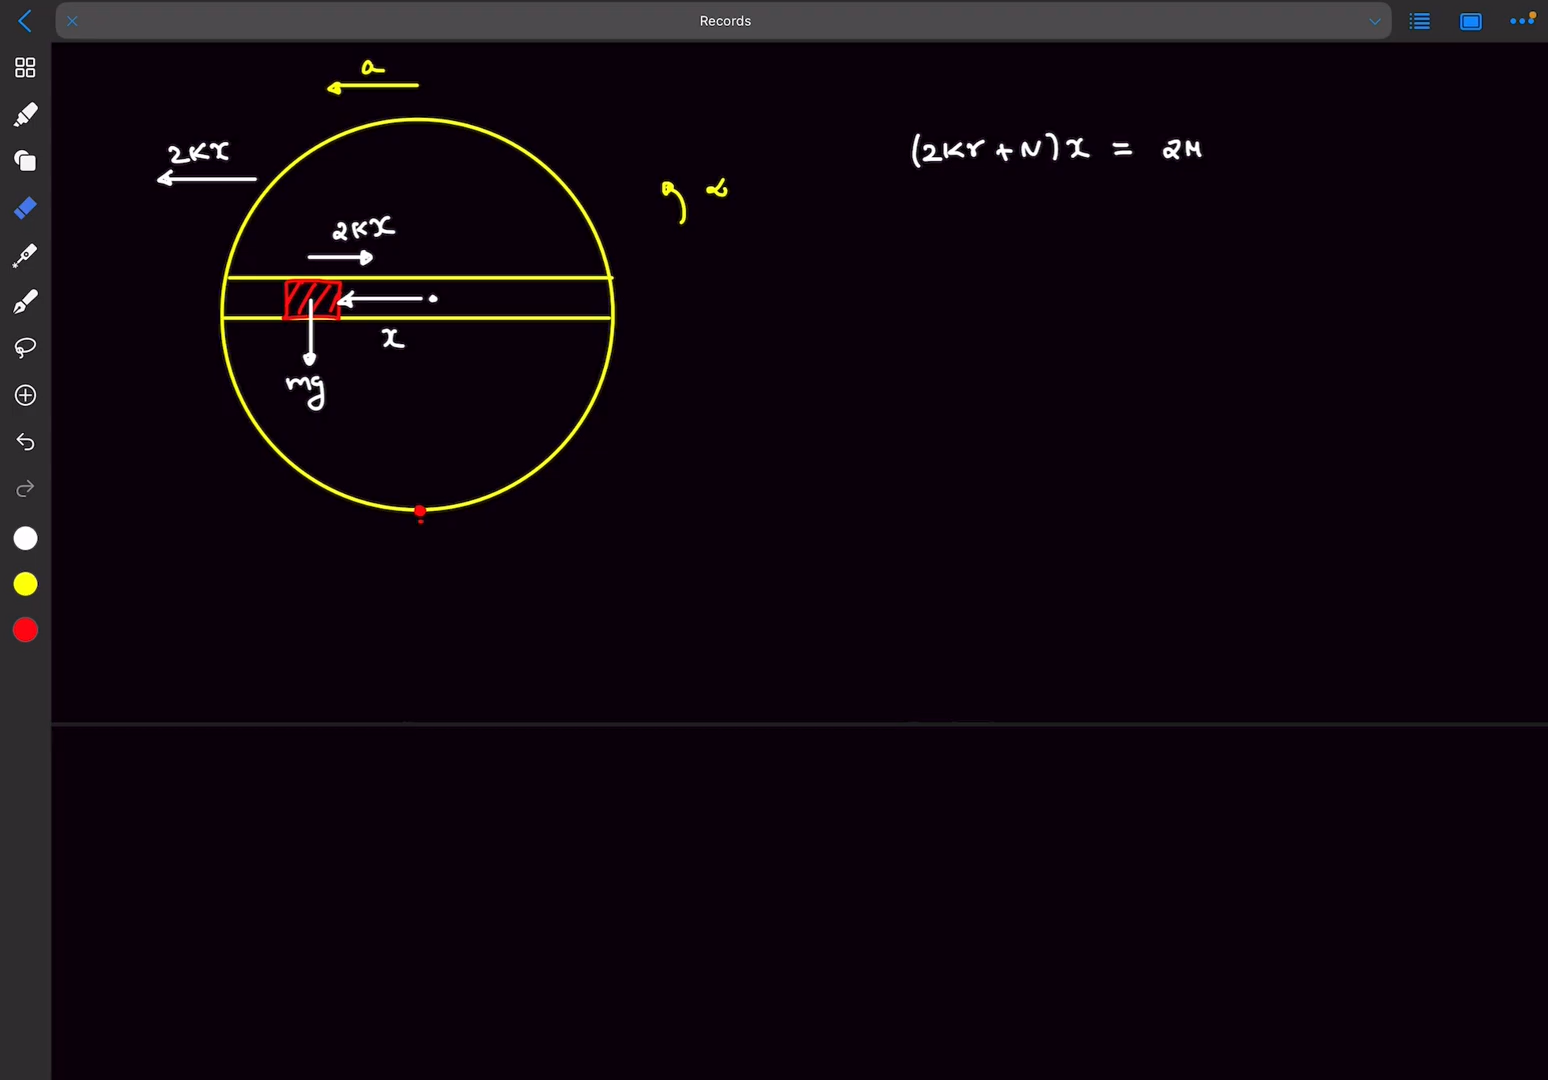 Records
a
2Kx
(2Kr + N)x = 2M
α
2Kx
x
mg